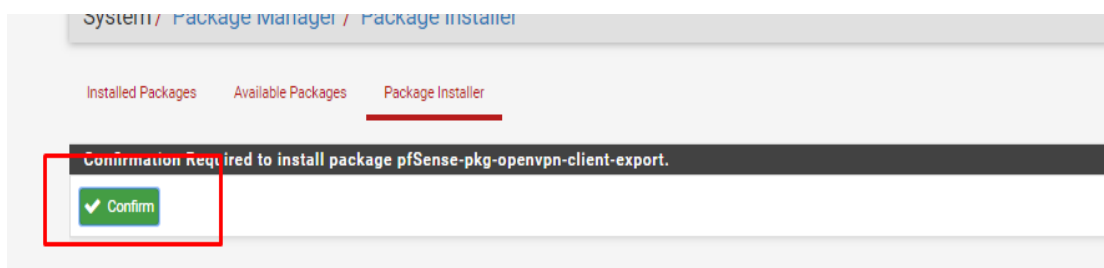 System / Package Manager / Package Installer
Installed Packages Available Packages Package Installer
Confirmation Required to install package pfSense-pkg-openvpn-client-export.
Confirm